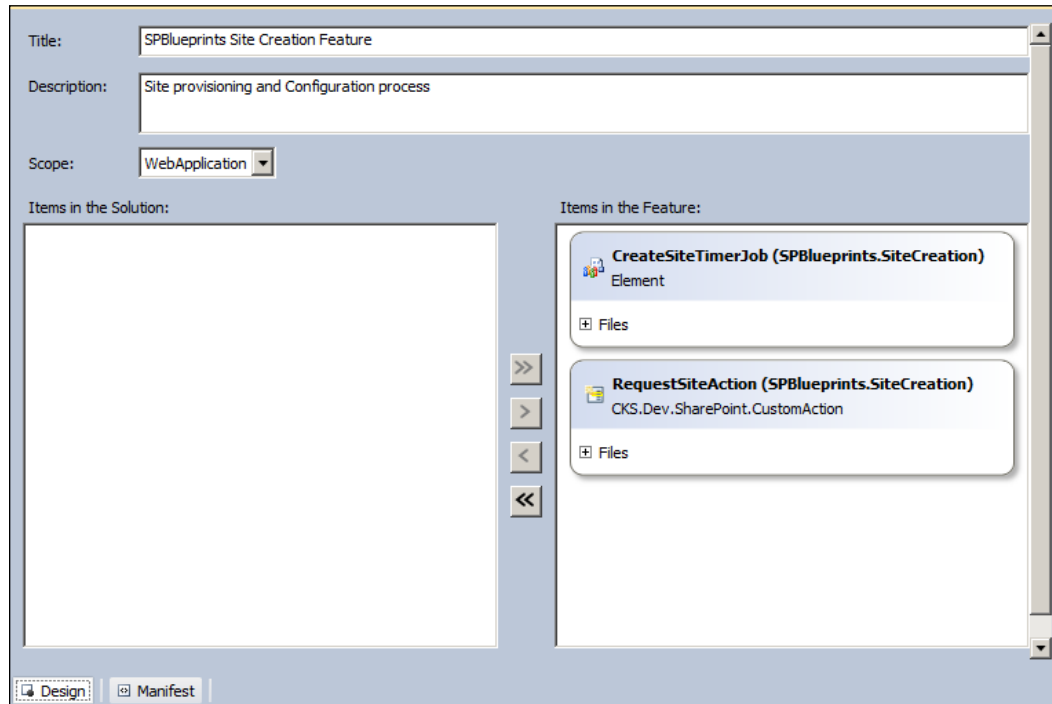 Title:
SPBlueprints Site Creation Feature
Description:
Site provisioning and Configuration process
Scope:
WebApplication
Items in the Solution:
Items in the Feature:
CreateSiteTimerJob (SPBlueprints.SiteCreation)
Element
Files
RequestSiteAction (SPBlueprints.SiteCreation)
CKS.Dev.SharePoint.CustomAction
Files
Design
Manifest